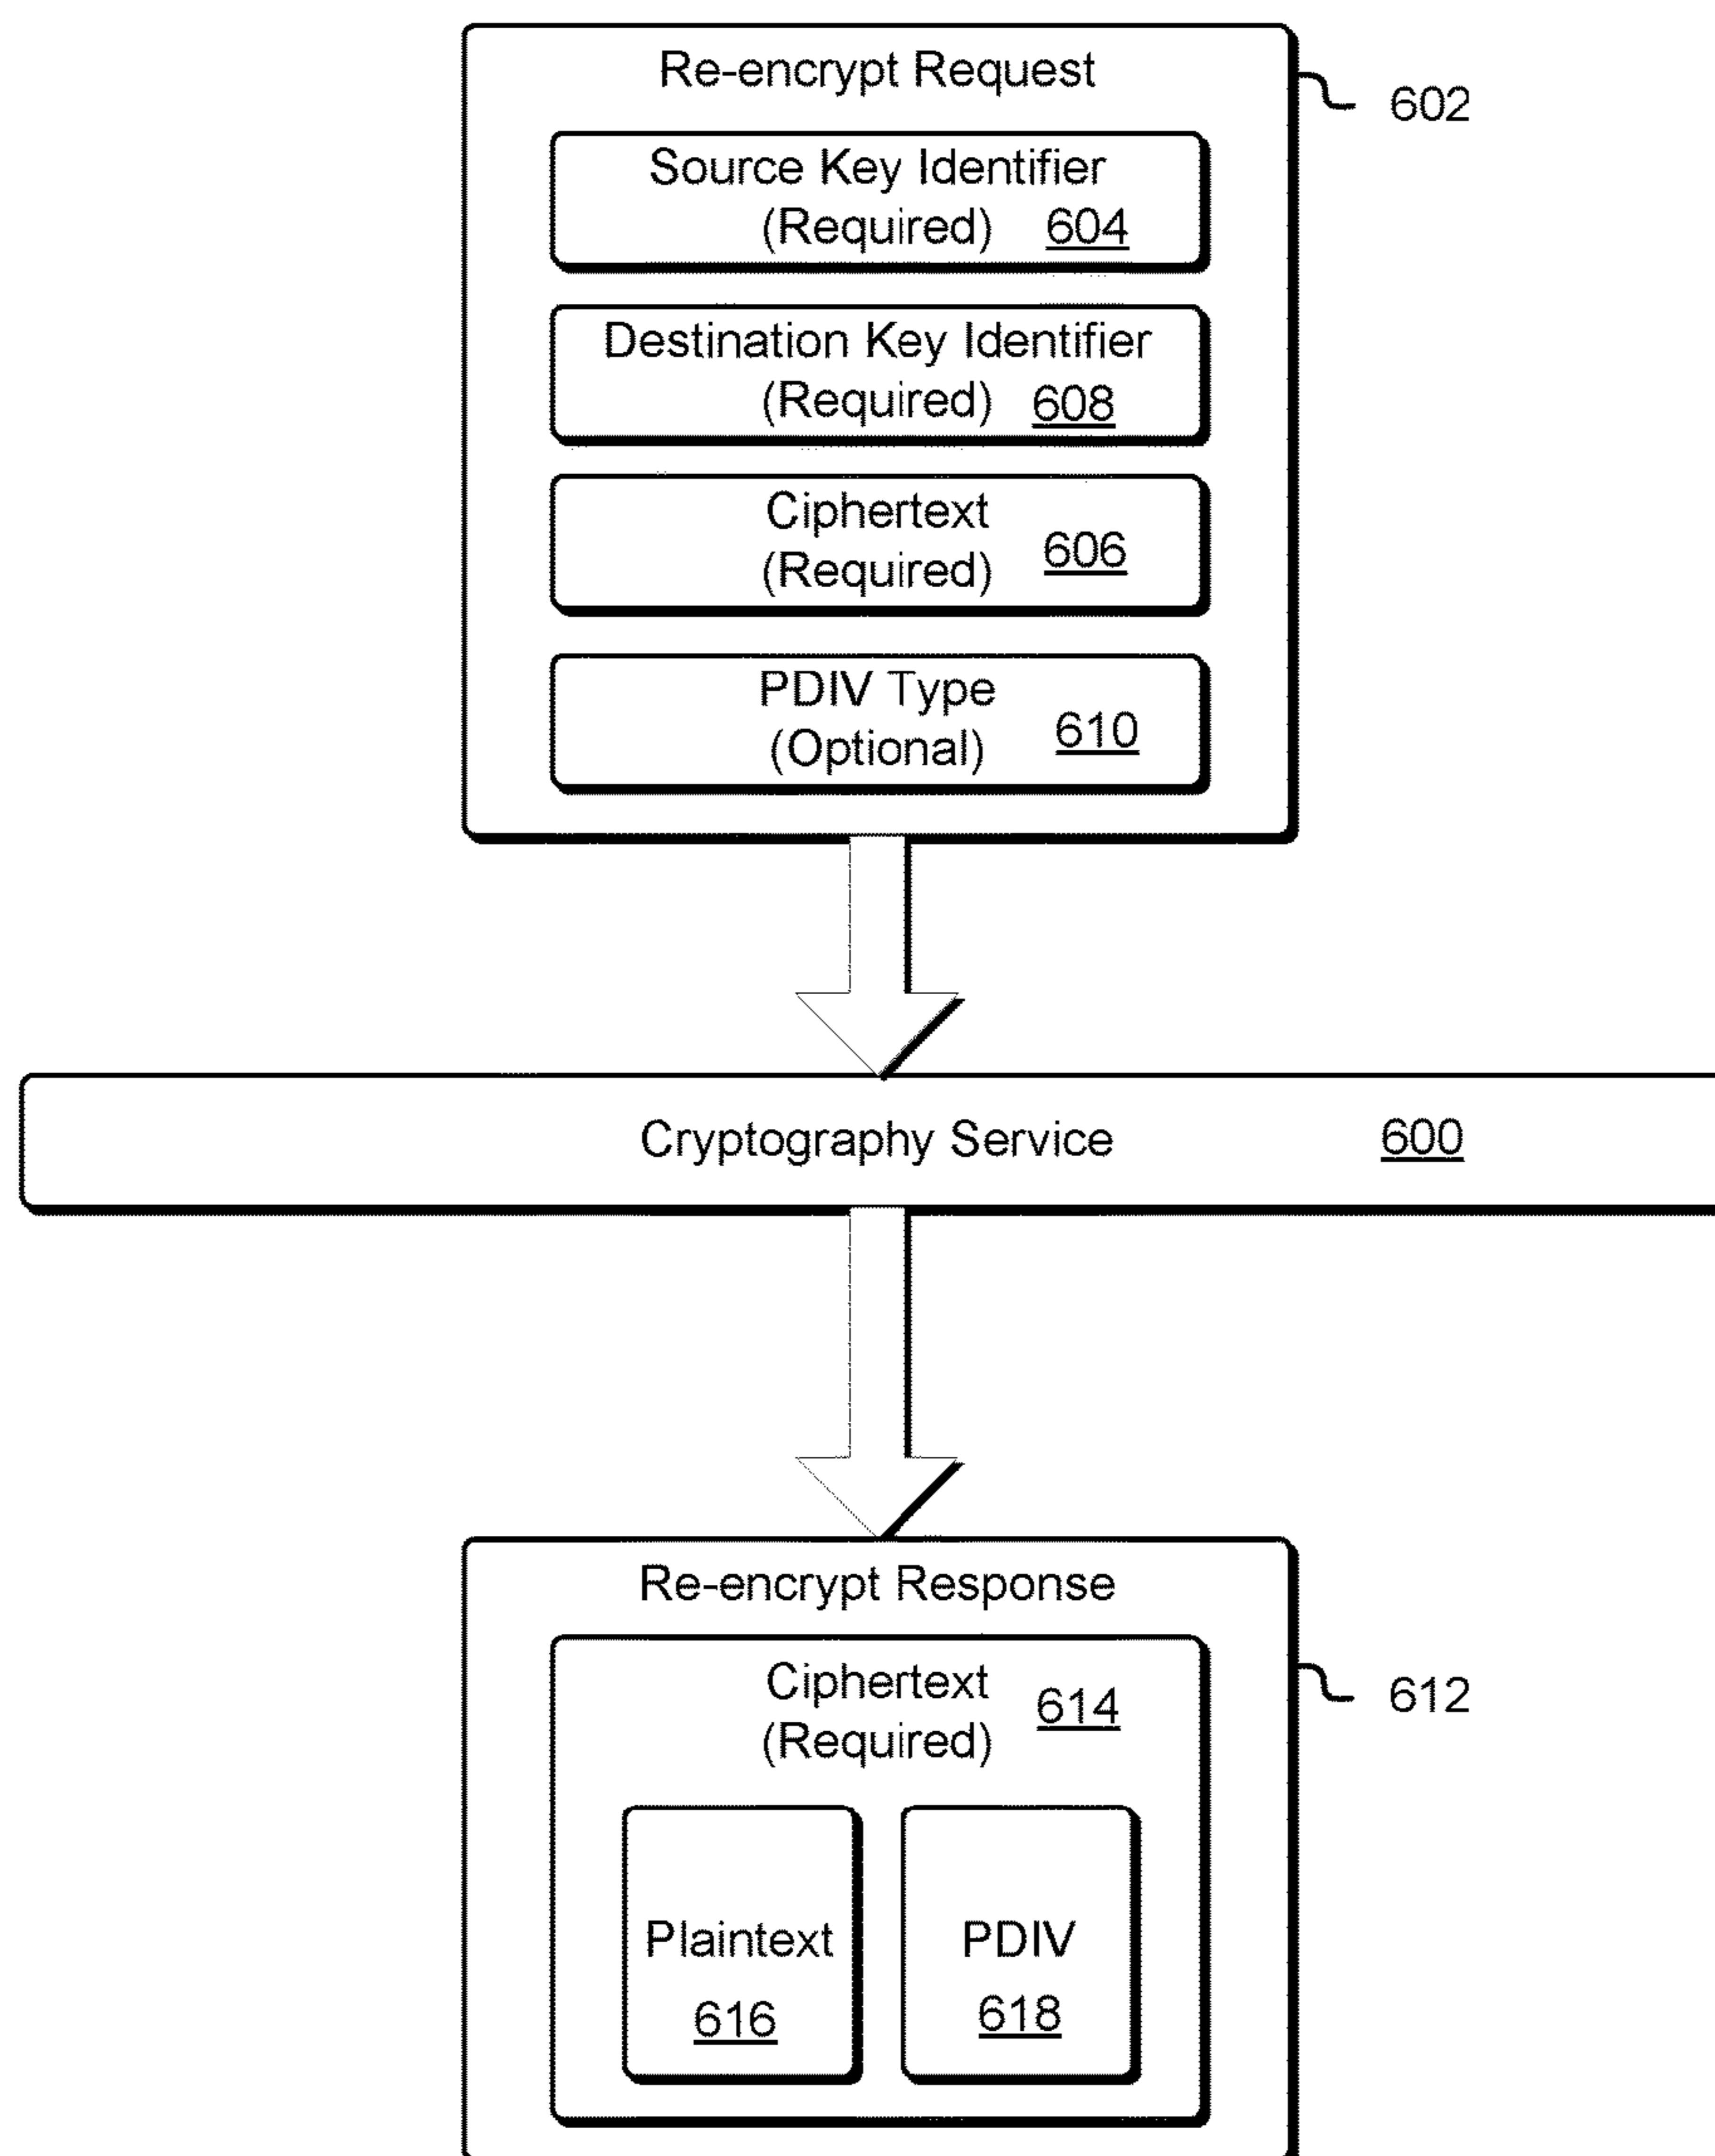 Re-encrypt Request
602
Source Key Identifier
(Required) 604
Destination Key Identifier
(Required) 608
Ciphertext
(Required) 606
PDIV Type
(Optional) 610
Cryptography Service 600
Re-encrypt Response
612
Ciphertext
(Required) 614
Plaintext
616
PDIV
618